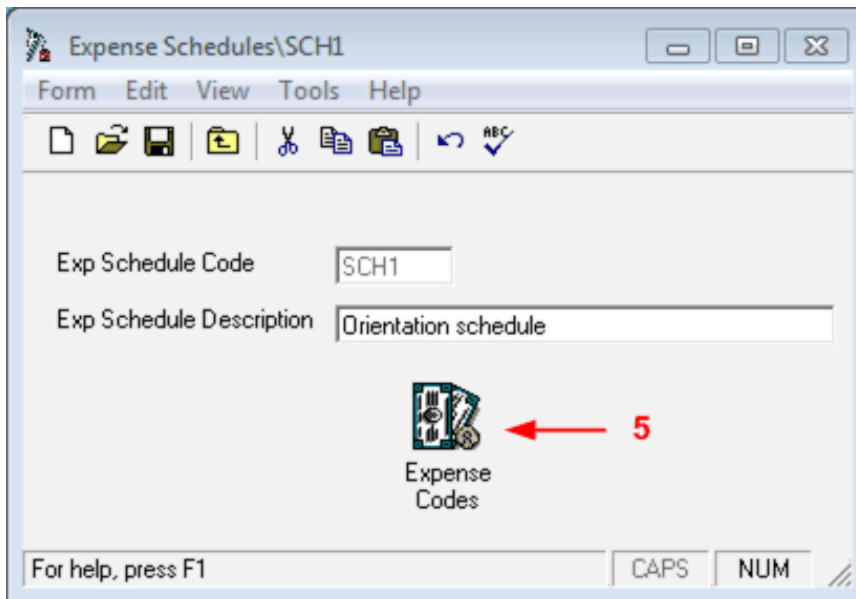 Expense Schedules\SCH1
Form Edit View Tools Help
ABC
Exp Schedule Code SCH1
Exp Schedule Description Orientation schedule
5
Expense
Codes
For help, press F1 CAPS NUM